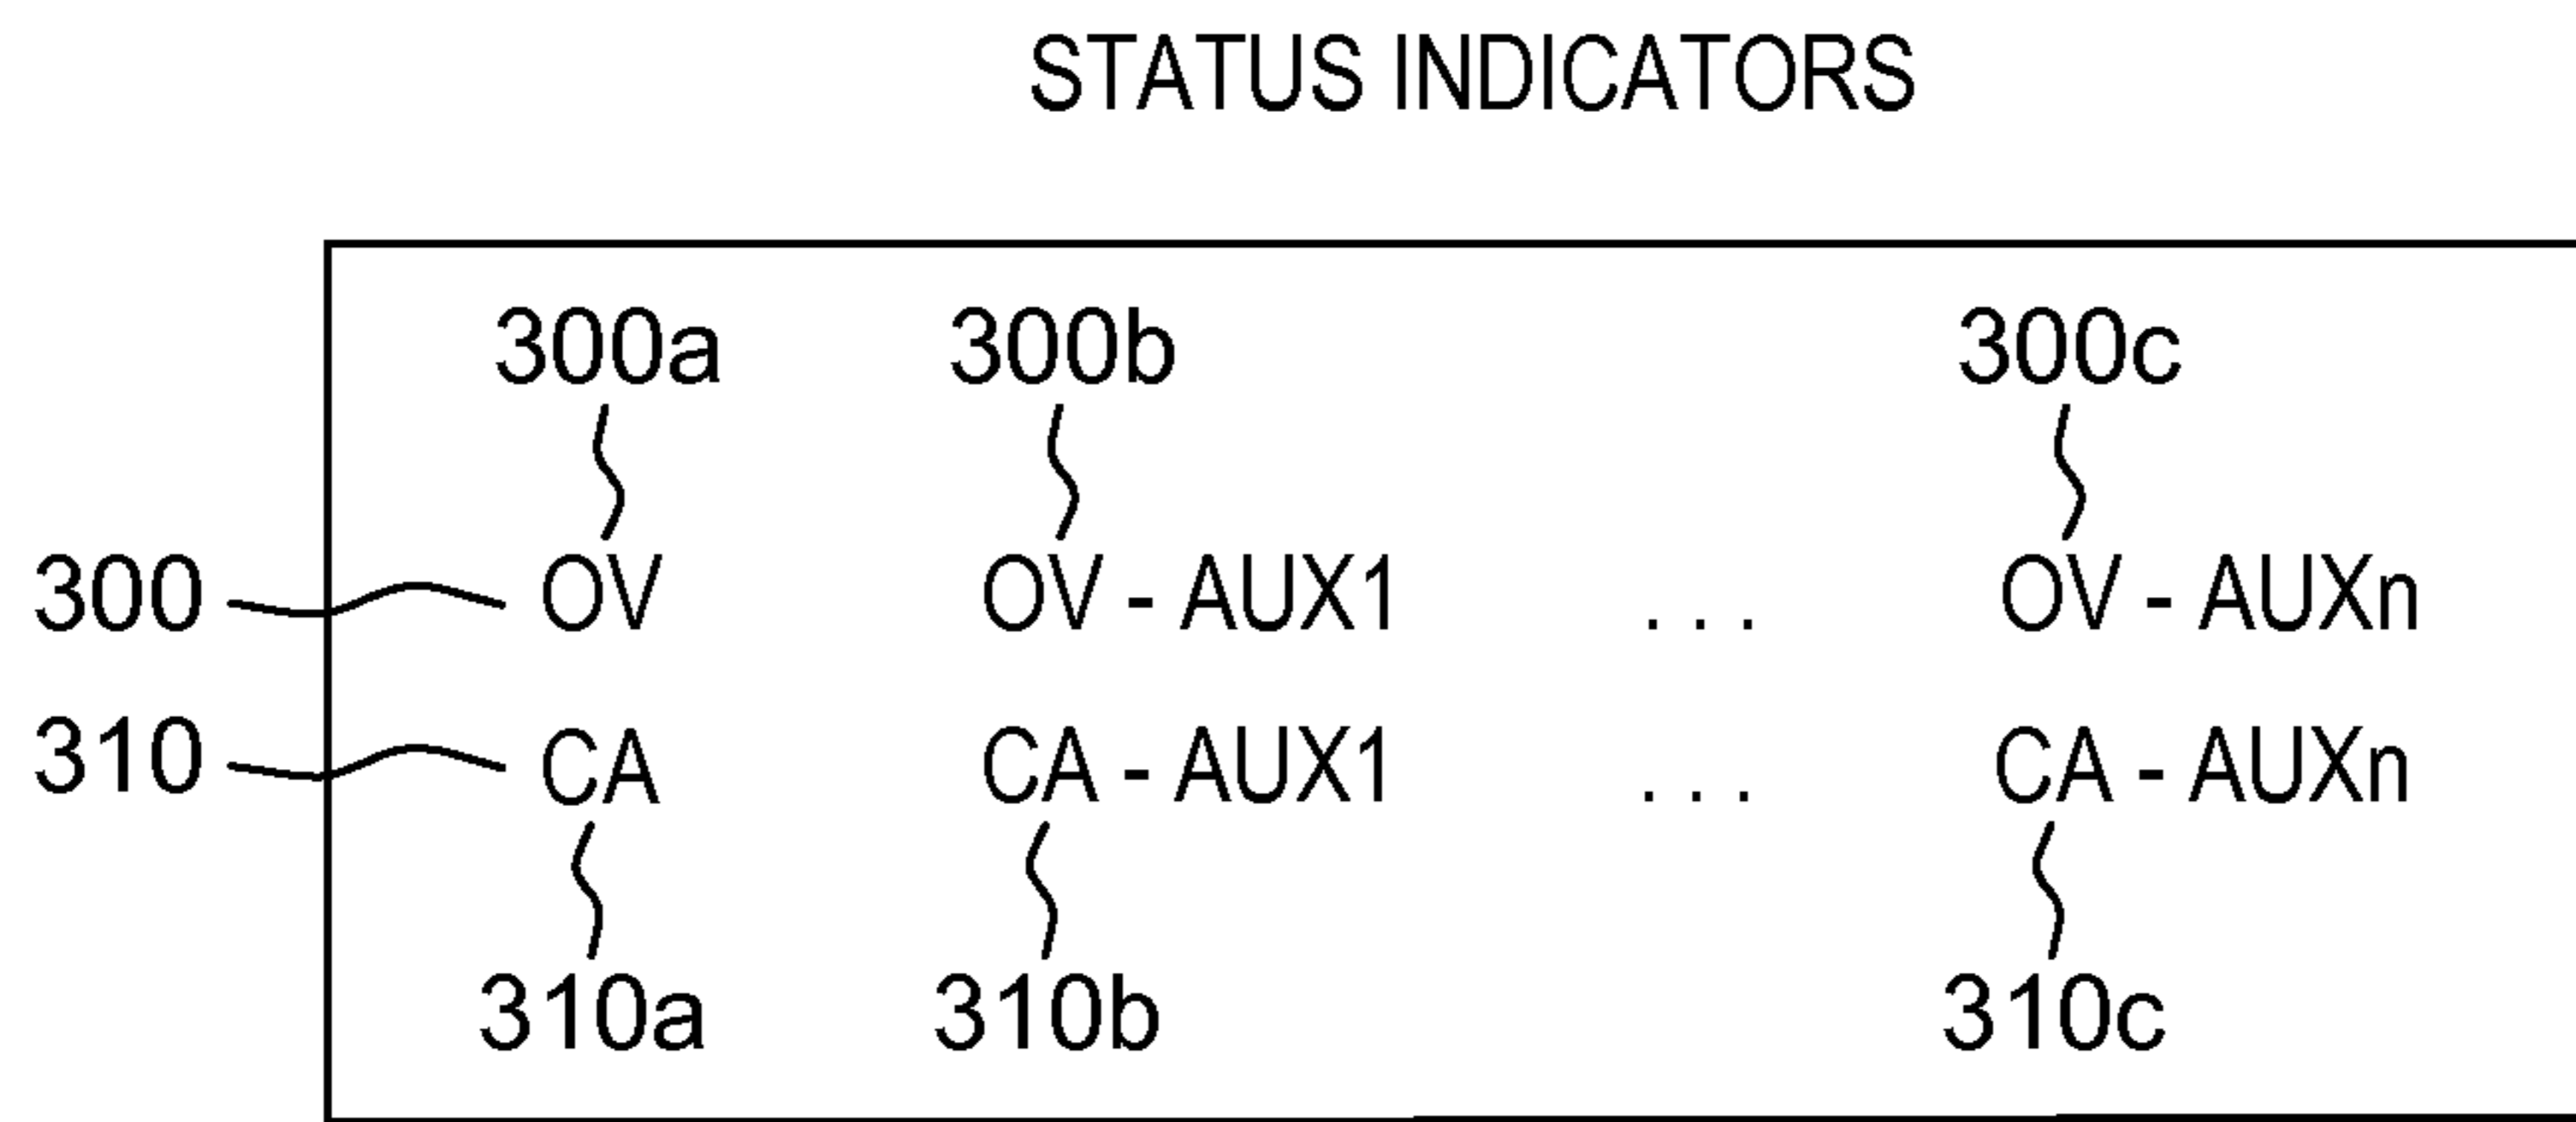 STATUS INDICATORS
300a 300b 300c
300 OV OV - AUX1 . . . OV - AUXn
310 CA CA - AUX1 . . . CA - AUXn
310a 310b 310c